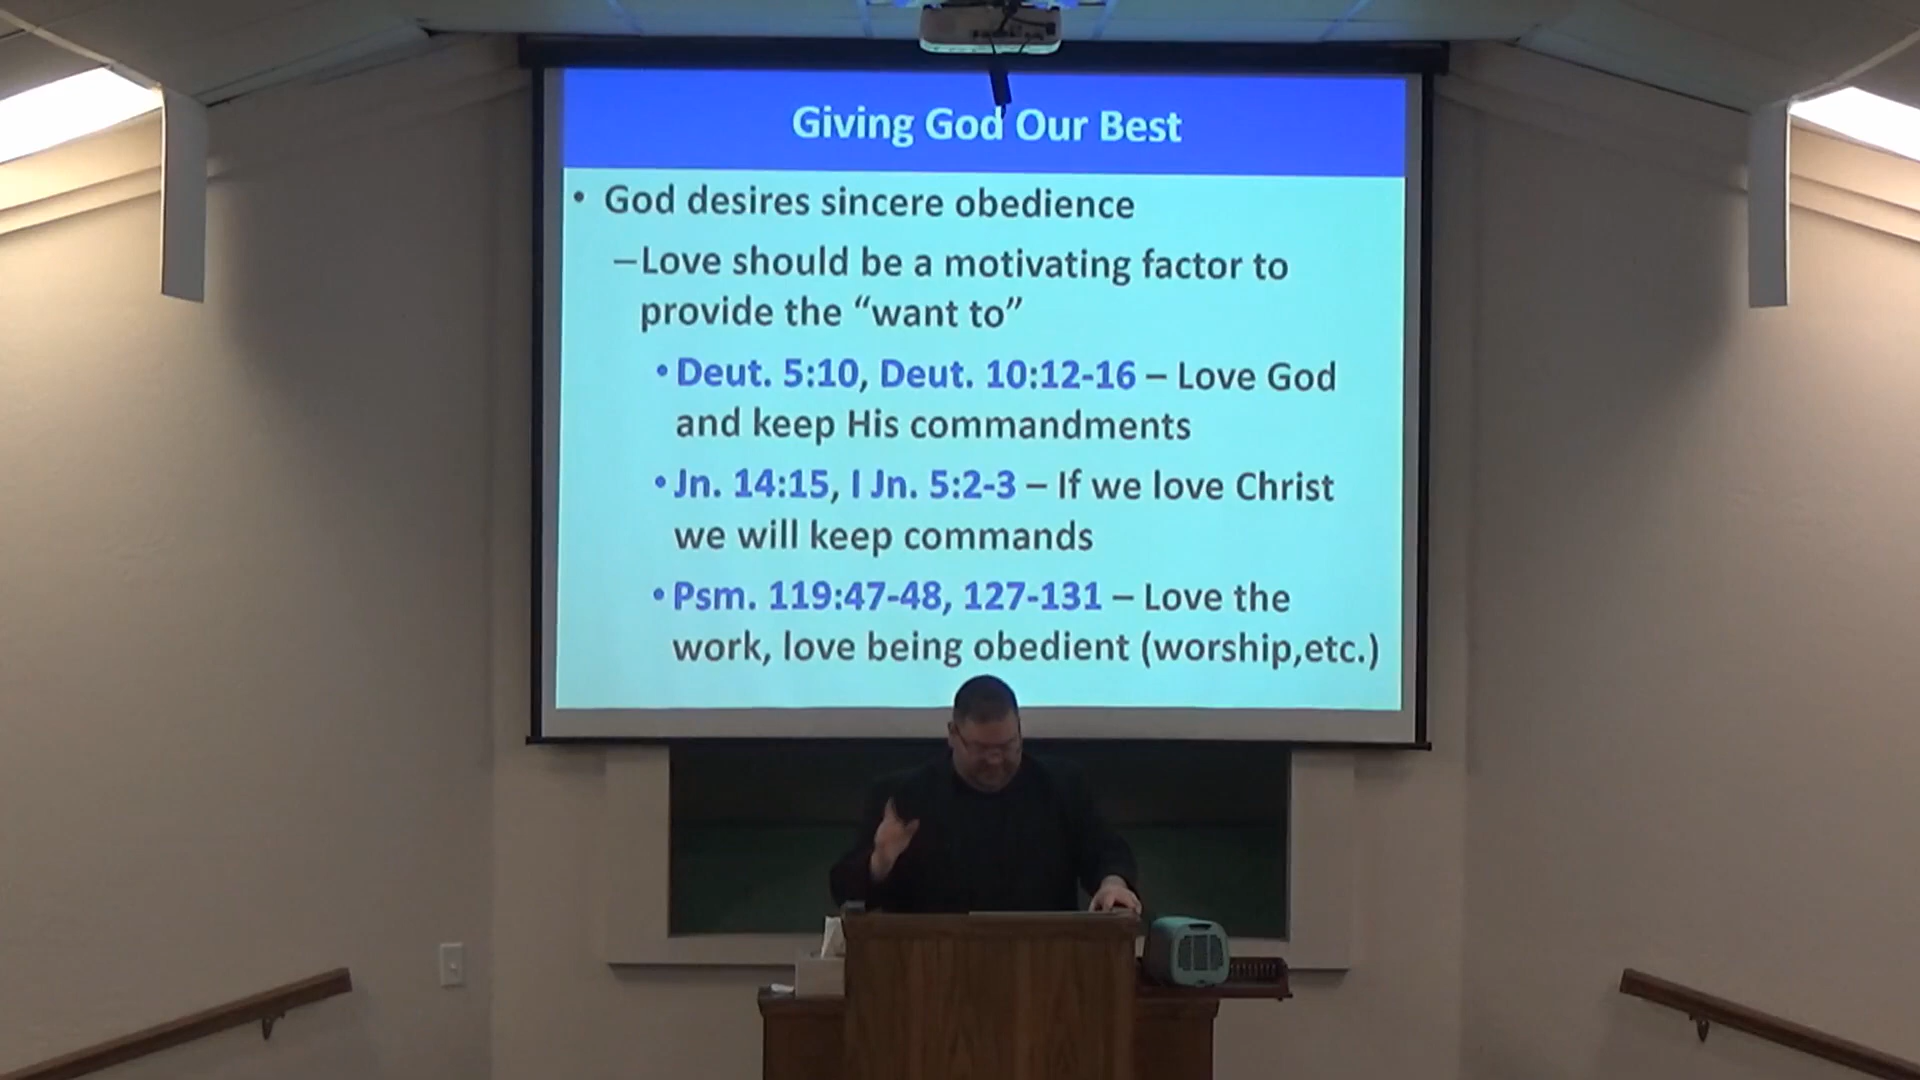 Giving God Our Best
• God desires sincere obedience
–Love should be a motivating factor to
provide the “want to”
• Deut. 5:10, Deut. 10:12-16 – Love God
and keep His commandments
• Jn. 14:15, I Jn. 5:2-3 – If we love Christ
we will keep commands
• Psm. 119:47-48, 127-131 – Love the
work, love being obedient (worship,etc.)